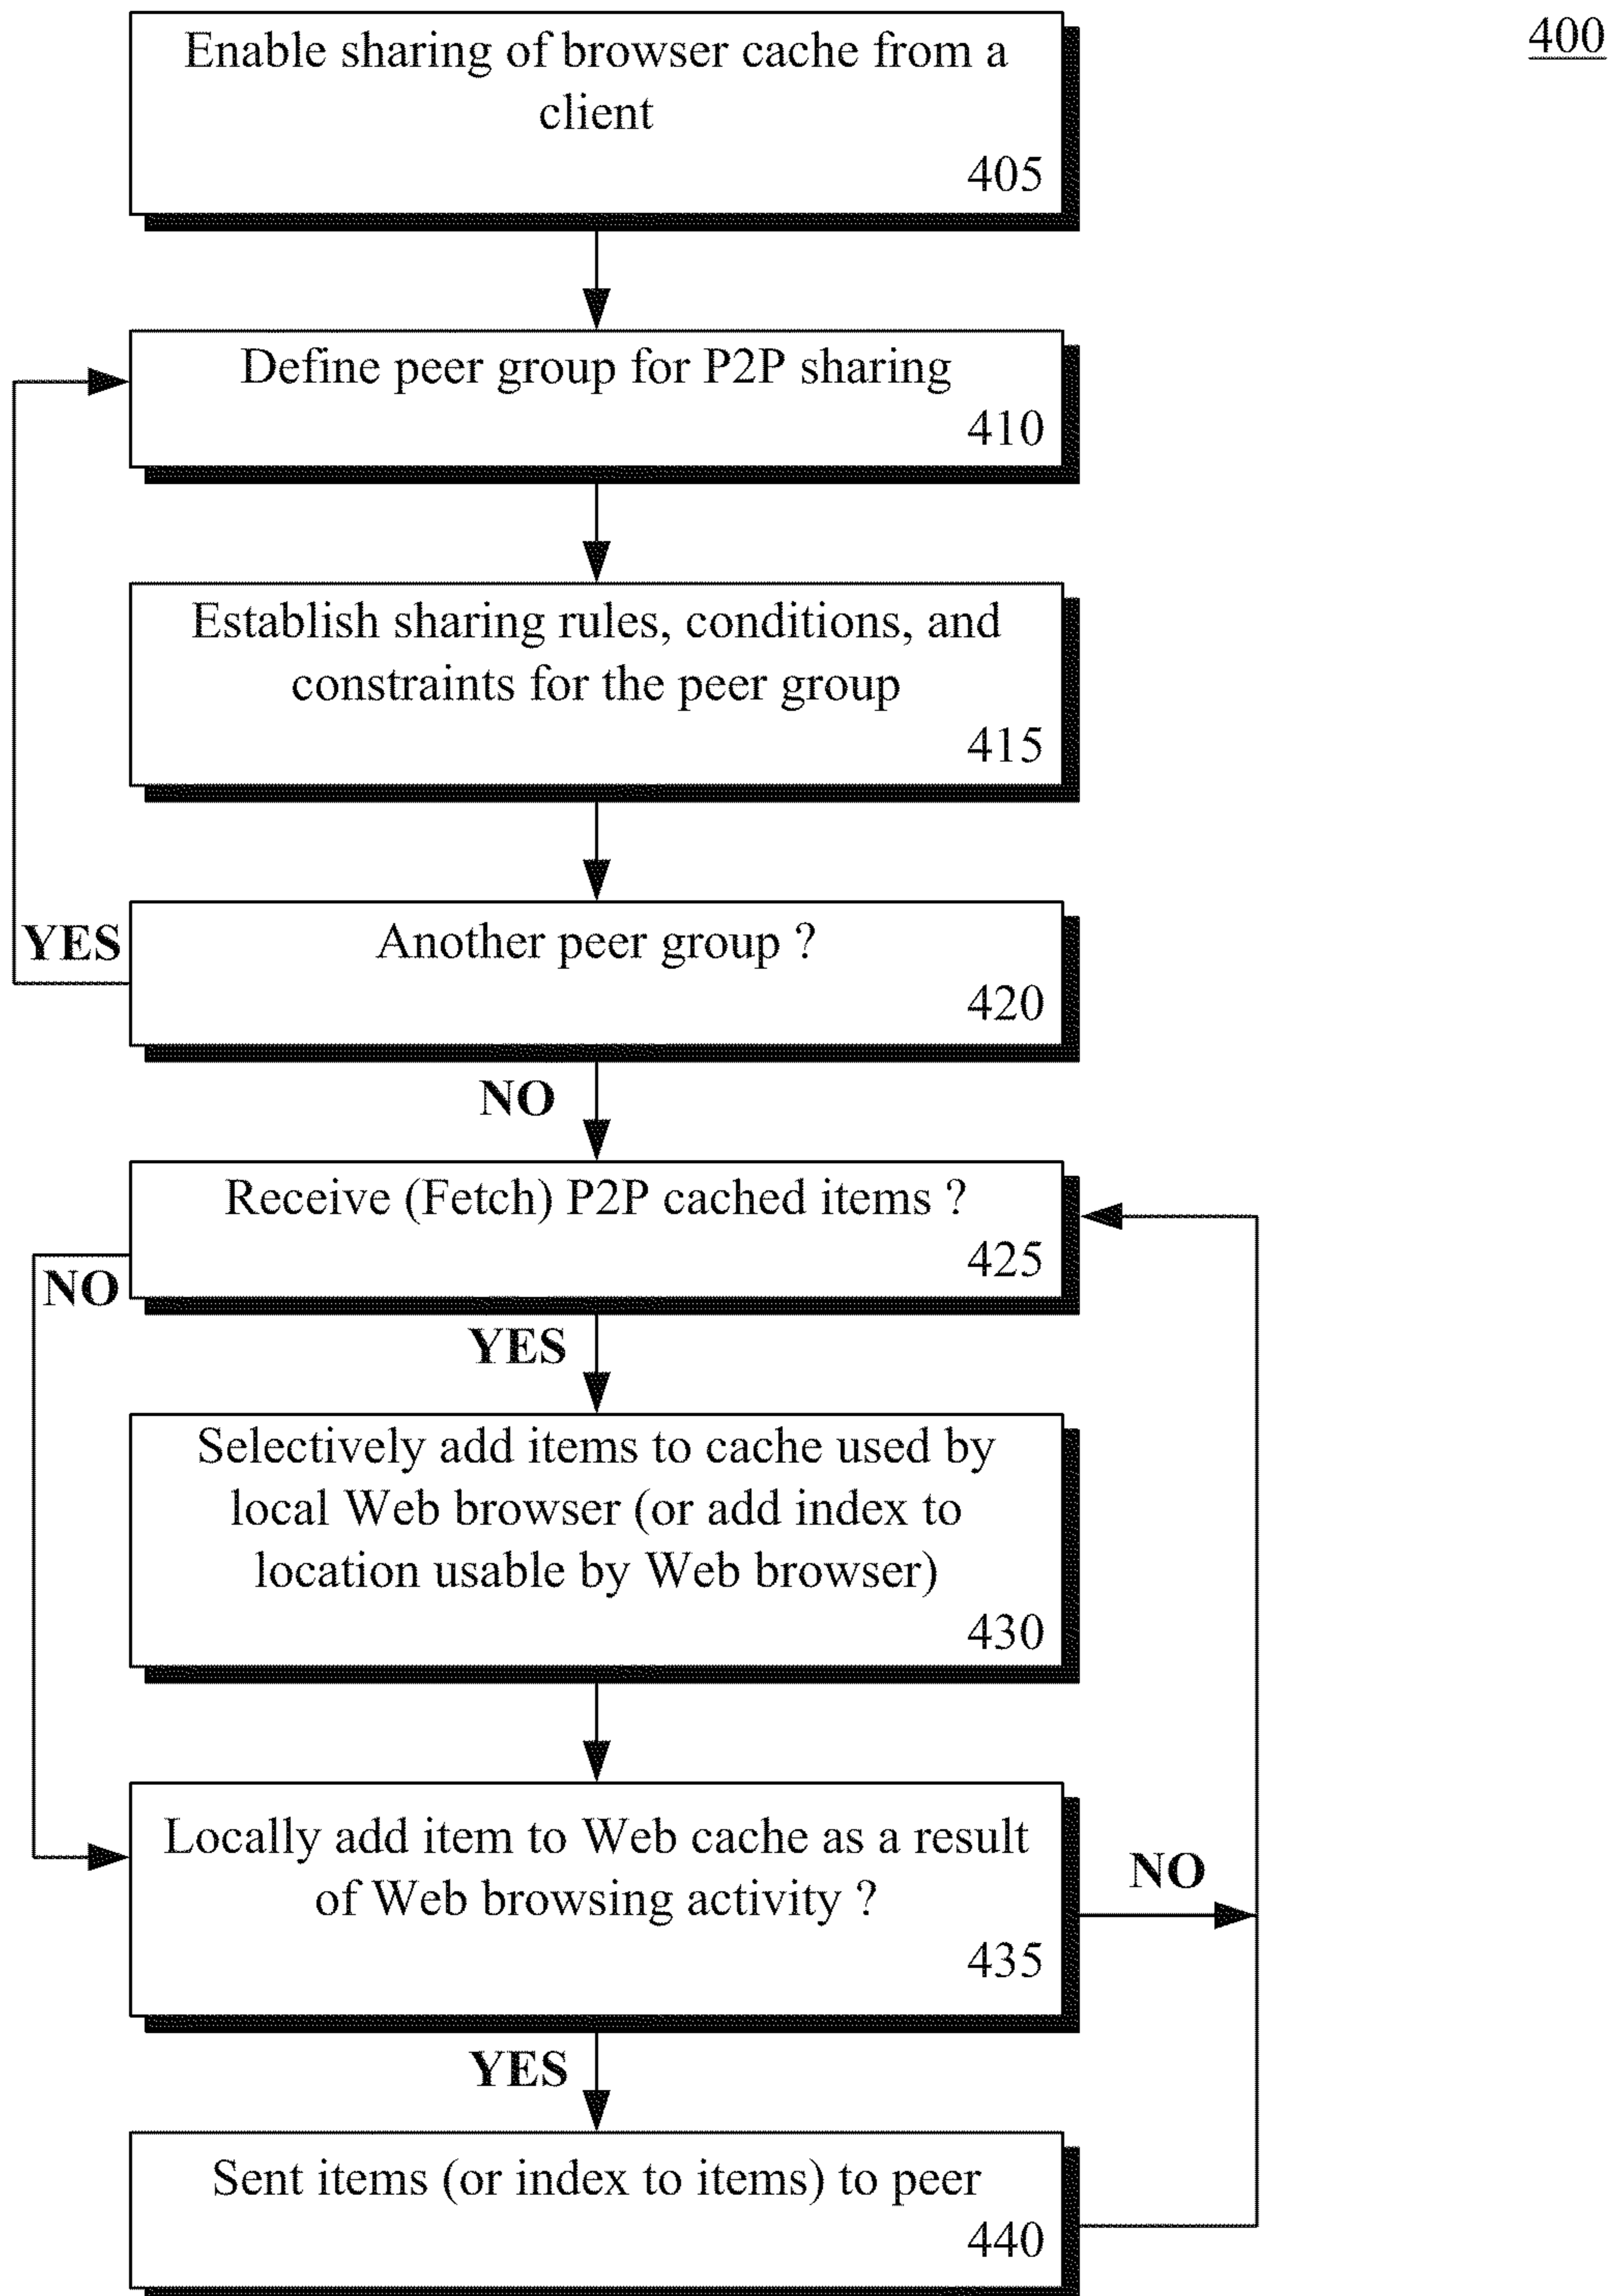 400
Enable sharing of browser cache from a
client
405
Define peer group for P2P sharing
410
Establish sharing rules, conditions, and
constraints for the peer group
415
YES
Another peer group ?
420
NO
Receive (Fetch) P2P cached items ?
425
NO
YES
Selectively add items to cache used by
local Web browser (or add index to
location usable by Web browser)
430
Locally add item to Web cache as a result
of Web browsing activity ?
435
NO
YES
Sent items (or index to items) to peer
440